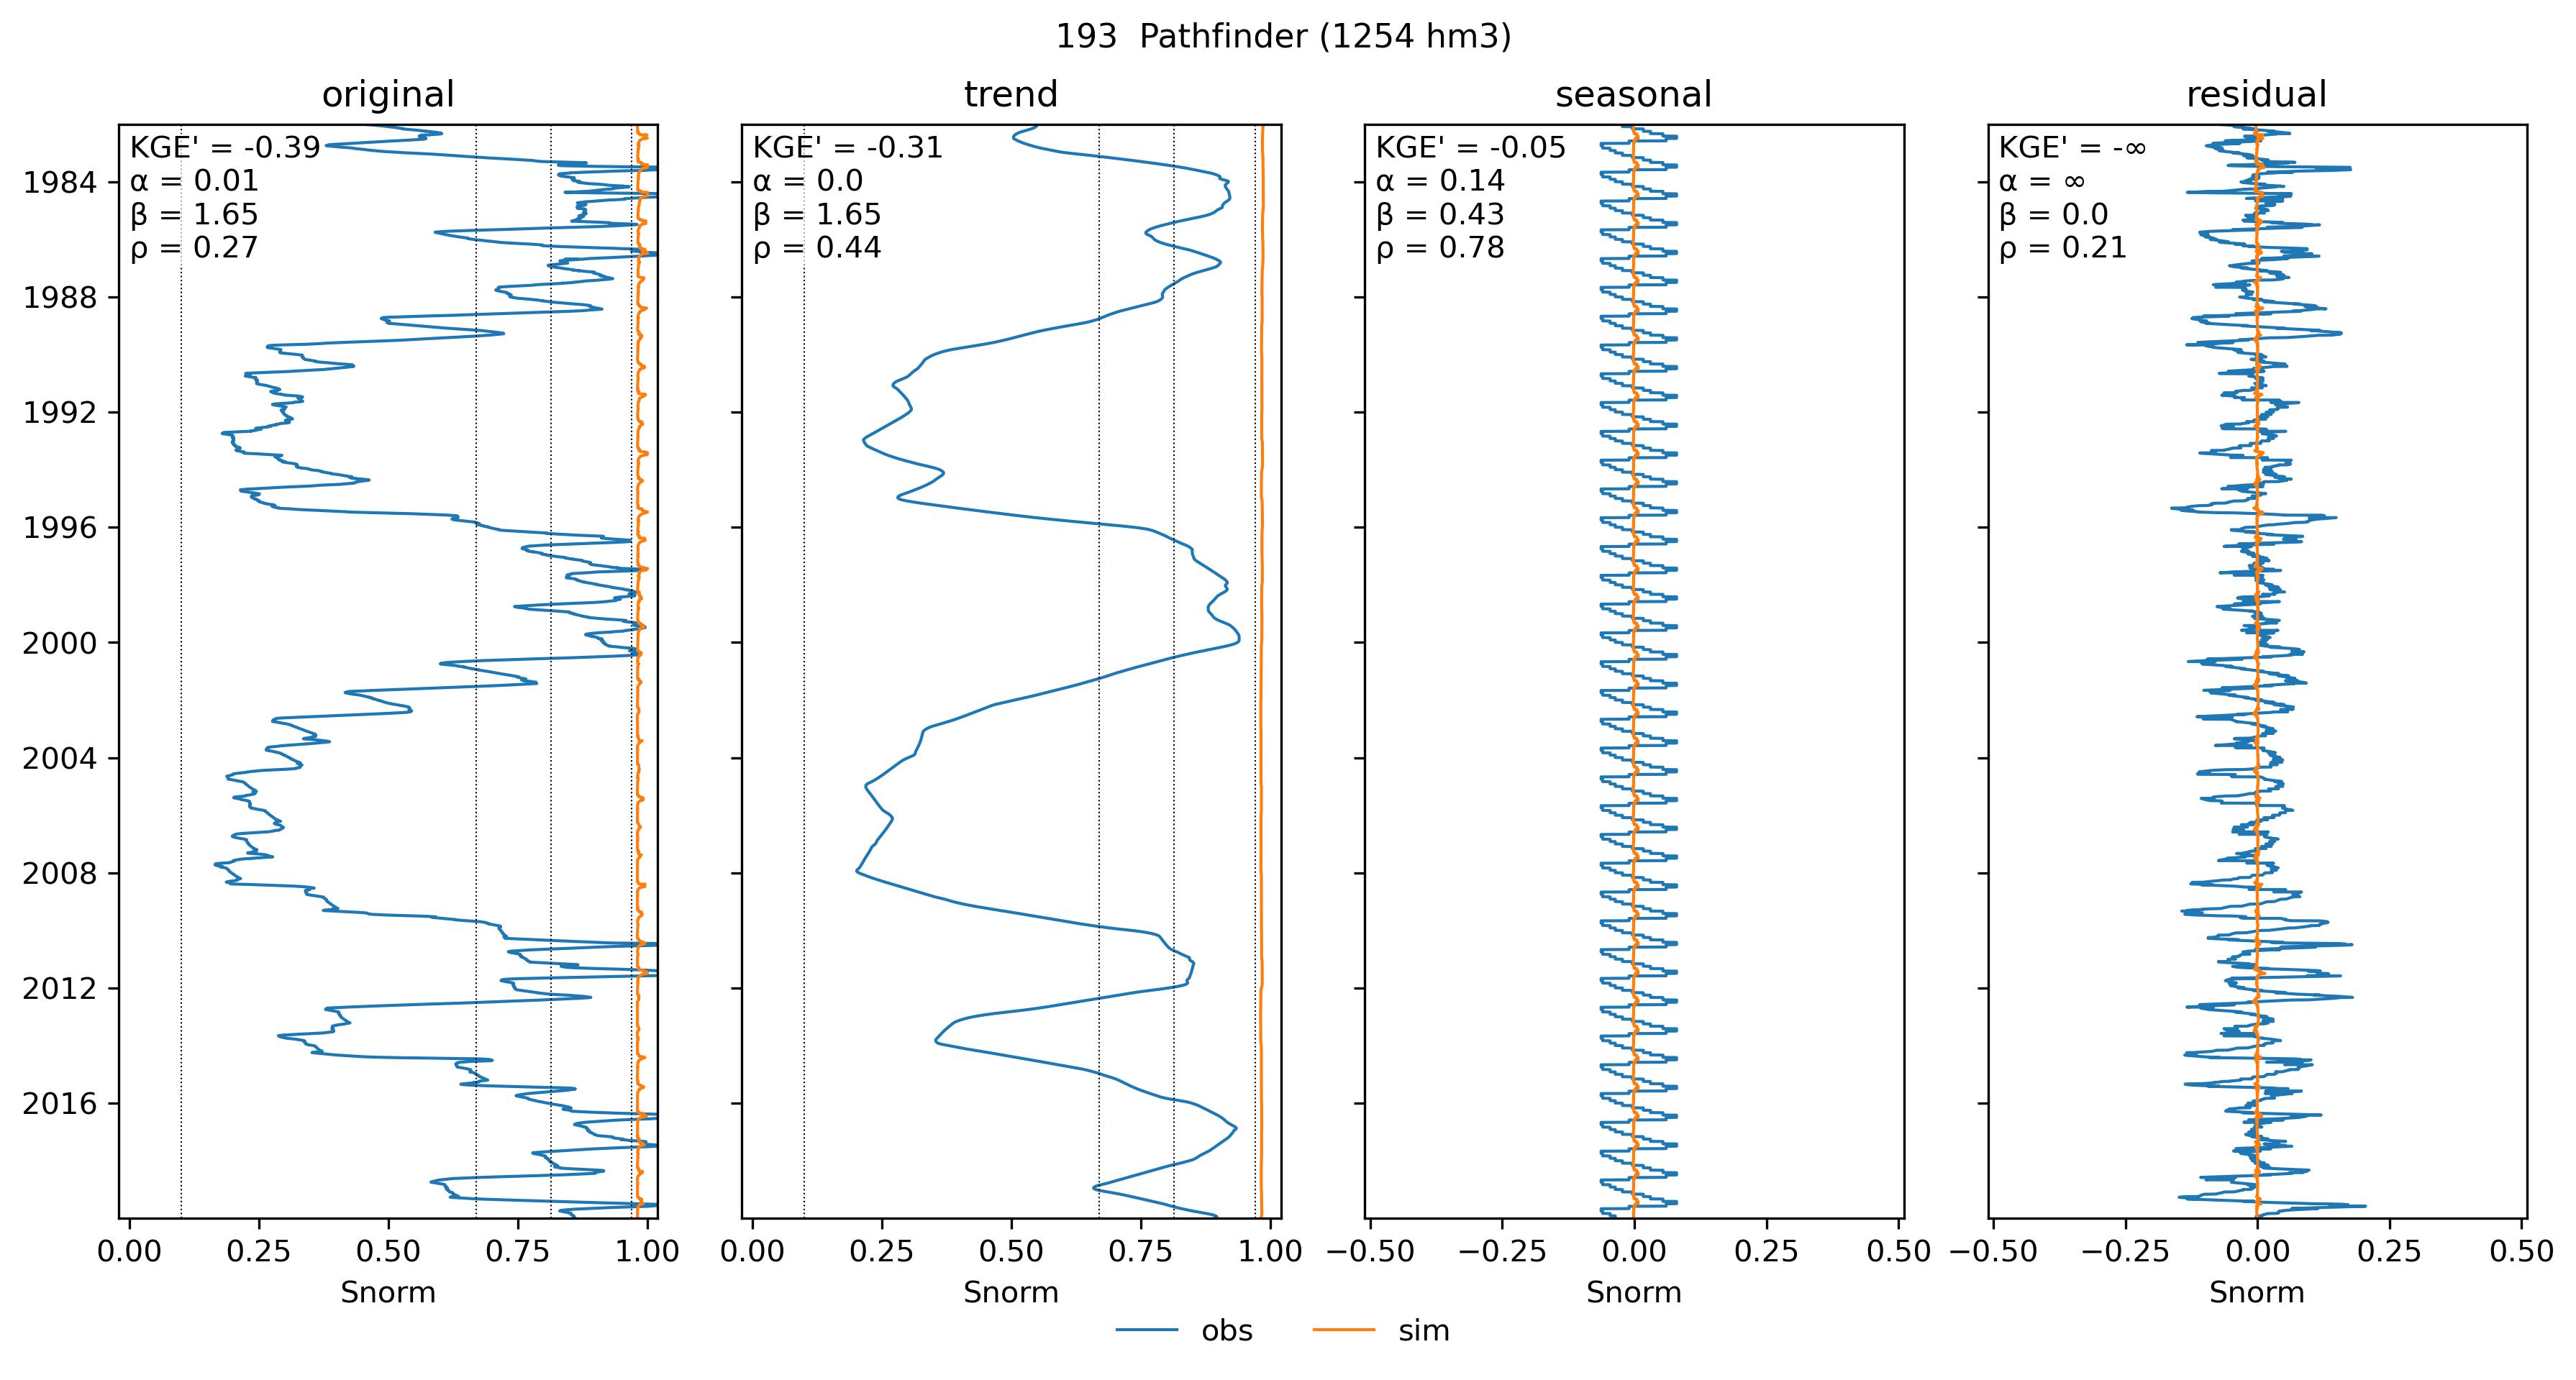 193  Pathfinder (1254 hm3)
original
trend
seasonal
residual
KGE' = -0.39
α = 0.01
β = 1.65
ρ = 0.27
KGE' = -0.31
α = 0.0
β = 1.65
ρ = 0.44
KGE' = -0.05
α = 0.14
β = 0.43
ρ = 0.78
KGE' = -∞
α = ∞
β = 0.0
ρ = 0.21
1984
1988
1992
1996
2000
2004
2008
2012
2016
0.00 0.25 0.50 0.75 1.00
0.00 0.25 0.50 0.75 1.00
−0.50 −0.25 0.00 0.25 0.50
−0.50 −0.25 0.00 0.25 0.50
Snorm
Snorm
Snorm
Snorm
obs
sim